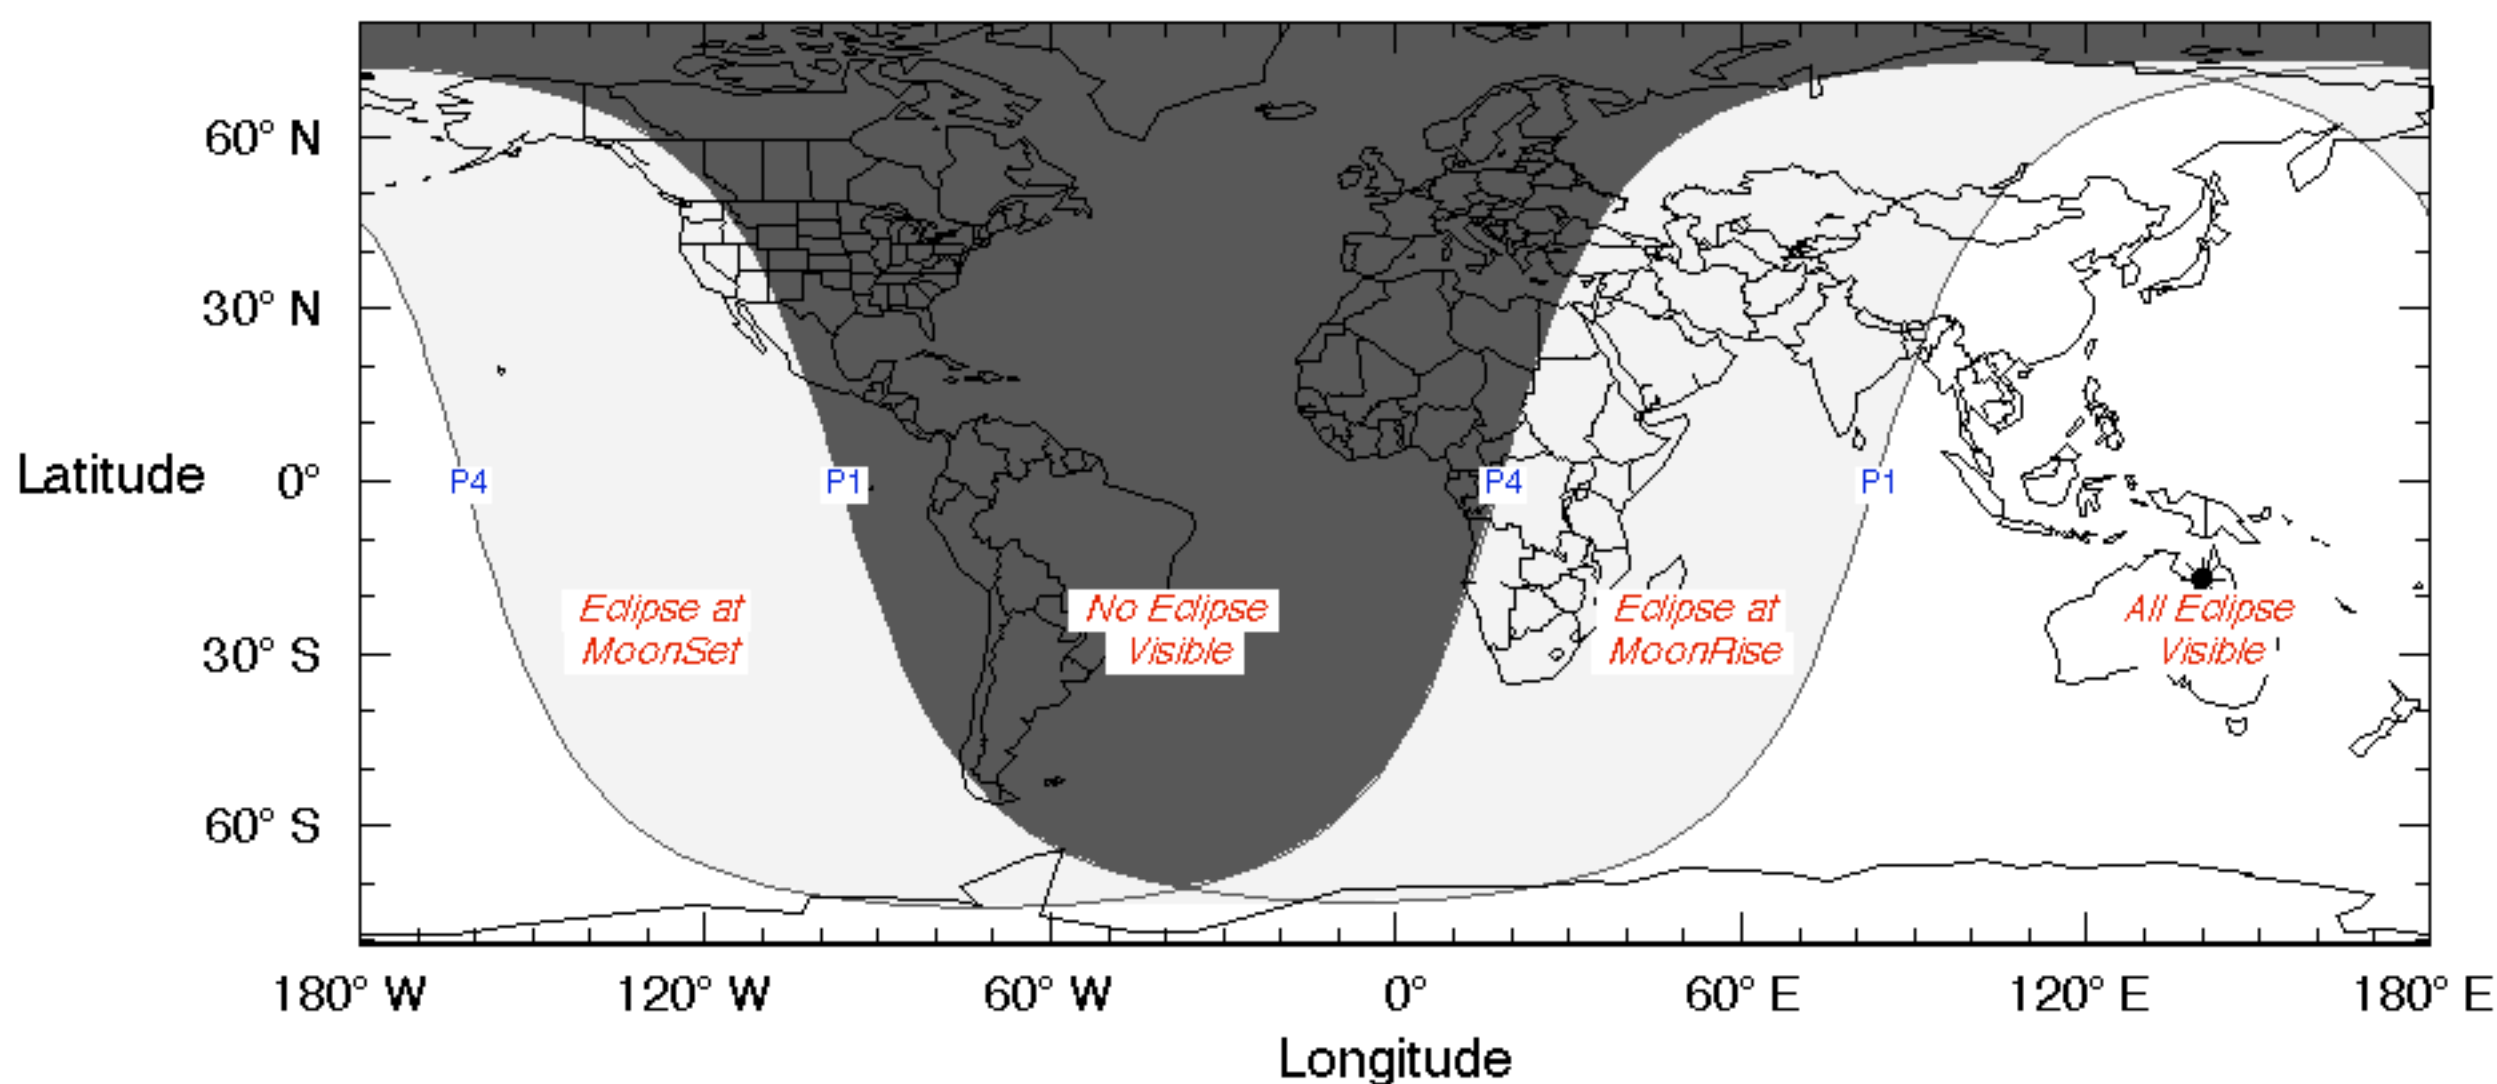 60° N
30° N
Latitude 0°
P4 P1 P4 P1
Eclipse at
MoonSet
No Eclipse
Visible
Eclipse at
MoonRise
All Eclipse
Visible
30° S
60° S
180° W 120° W 60° W 0° 60° E 120° E 180° E
Longitude